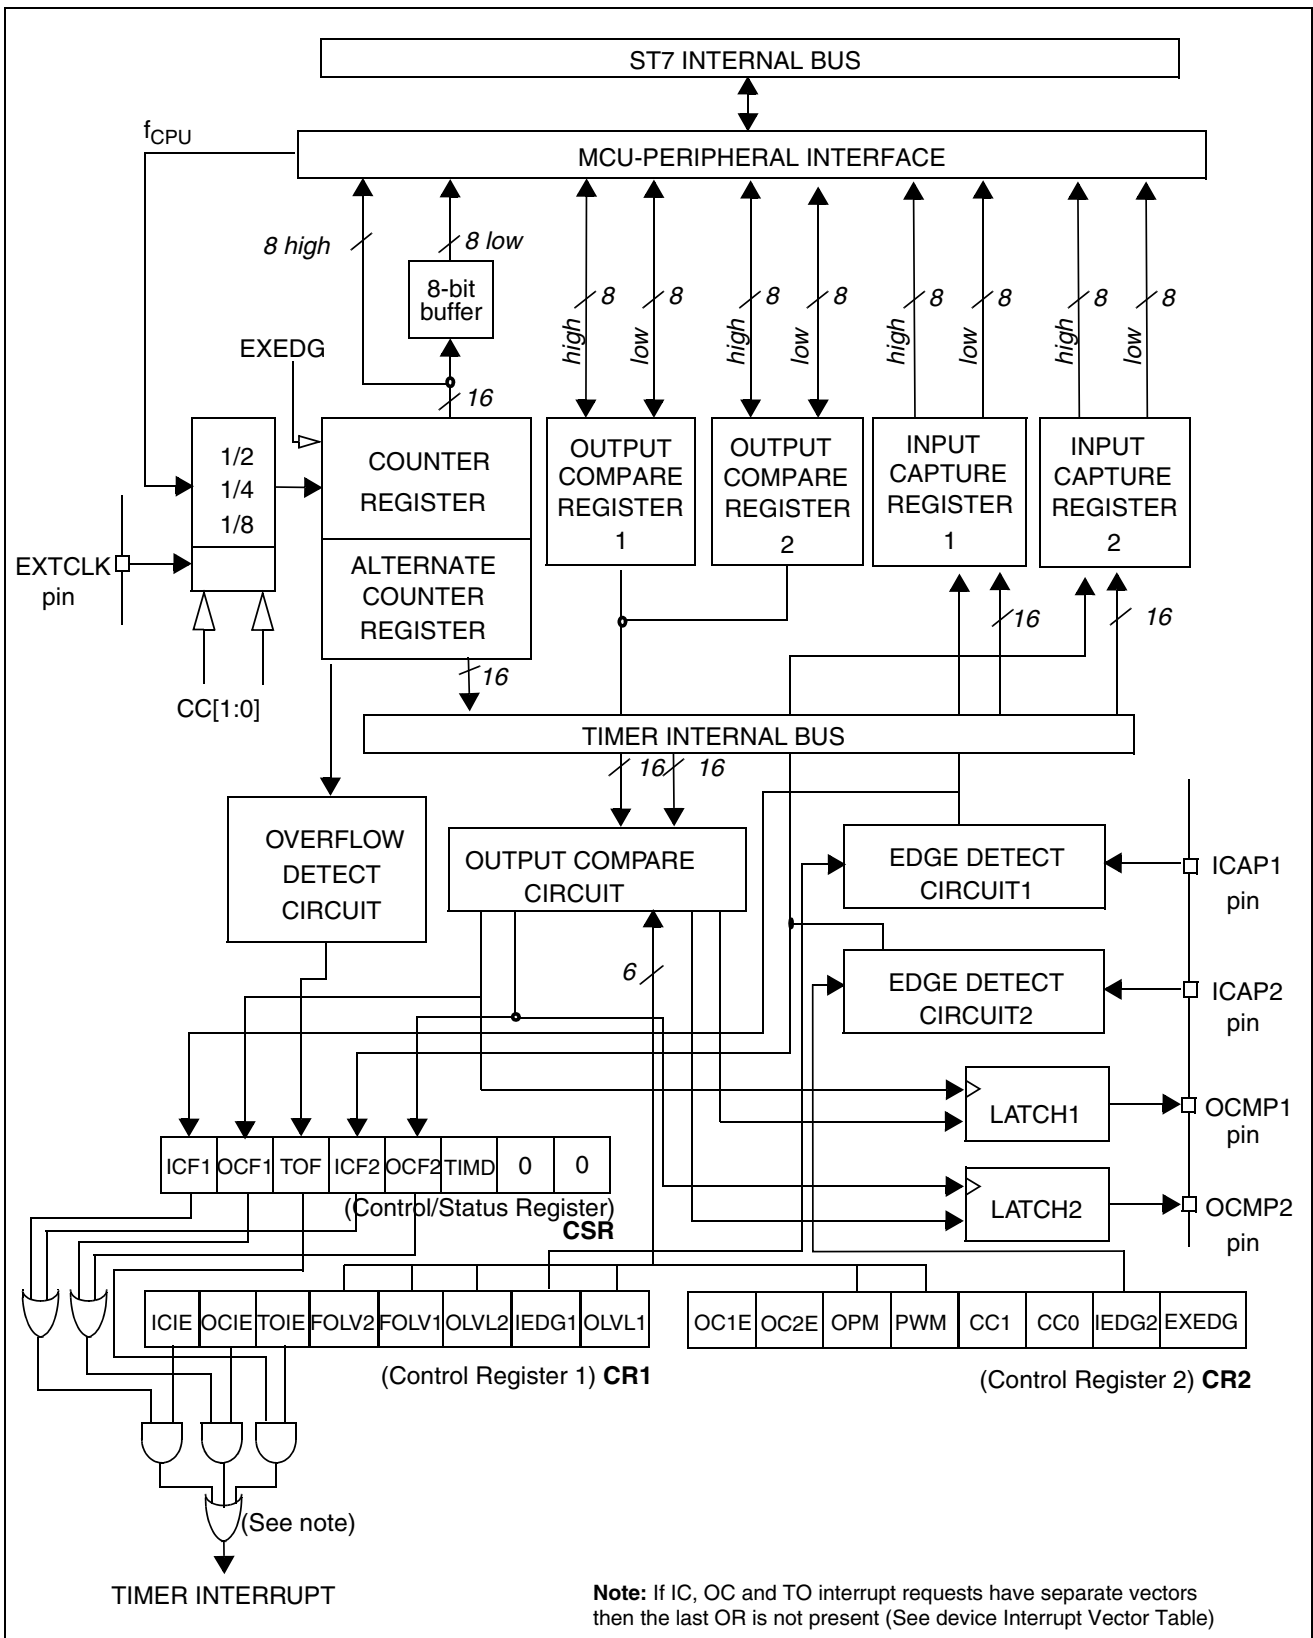 ST7 INTERNAL BUS
fCPU
MCU-PERIPHERAL INTERFACE
8 high
8 low
8-bit
buffer
8
8
8
8
8
8
8
8
high
low
high
low
high
low
high
low
EXEDG
16
1/2
1/4
1/8
COUNTER
REGISTER
OUTPUT
COMPARE
REGISTER
1
OUTPUT
COMPARE
REGISTER
2
INPUT
CAPTURE
REGISTER
1
INPUT
CAPTURE
REGISTER
2
EXTCLK
pin
ALTERNATE
COUNTER
REGISTER
16
16
16
CC[1:0]
TIMER INTERNAL BUS
16
16
OVERFLOW
DETECT
CIRCUIT
OUTPUT COMPARE
CIRCUIT
EDGE DETECT
CIRCUIT1
ICAP1
pin
6
EDGE DETECT
CIRCUIT2
ICAP2
pin
LATCH1
OCMP1
pin
ICF1 OCF1 TOF ICF2 OCF2 TIMD 0 0
(Control/Status Register)
CSR
LATCH2
OCMP2
pin
ICIE OCIE TOIE FOLV2 FOLV1 OLVL2 IEDG1 OLVL1
(Control Register 1) CR1
OC1E OC2E OPM PWM CC1 CC0 IEDG2 EXEDG
(Control Register 2) CR2
(See note)
TIMER INTERRUPT
Note: If IC, OC and TO interrupt requests have separate vectors
then the last OR is not present (See device Interrupt Vector Table)